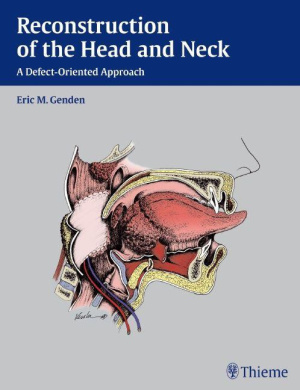 Reconstruction
of the Head and Neck
A Defect-Oriented Approach
Eric M. Genden
Thieme